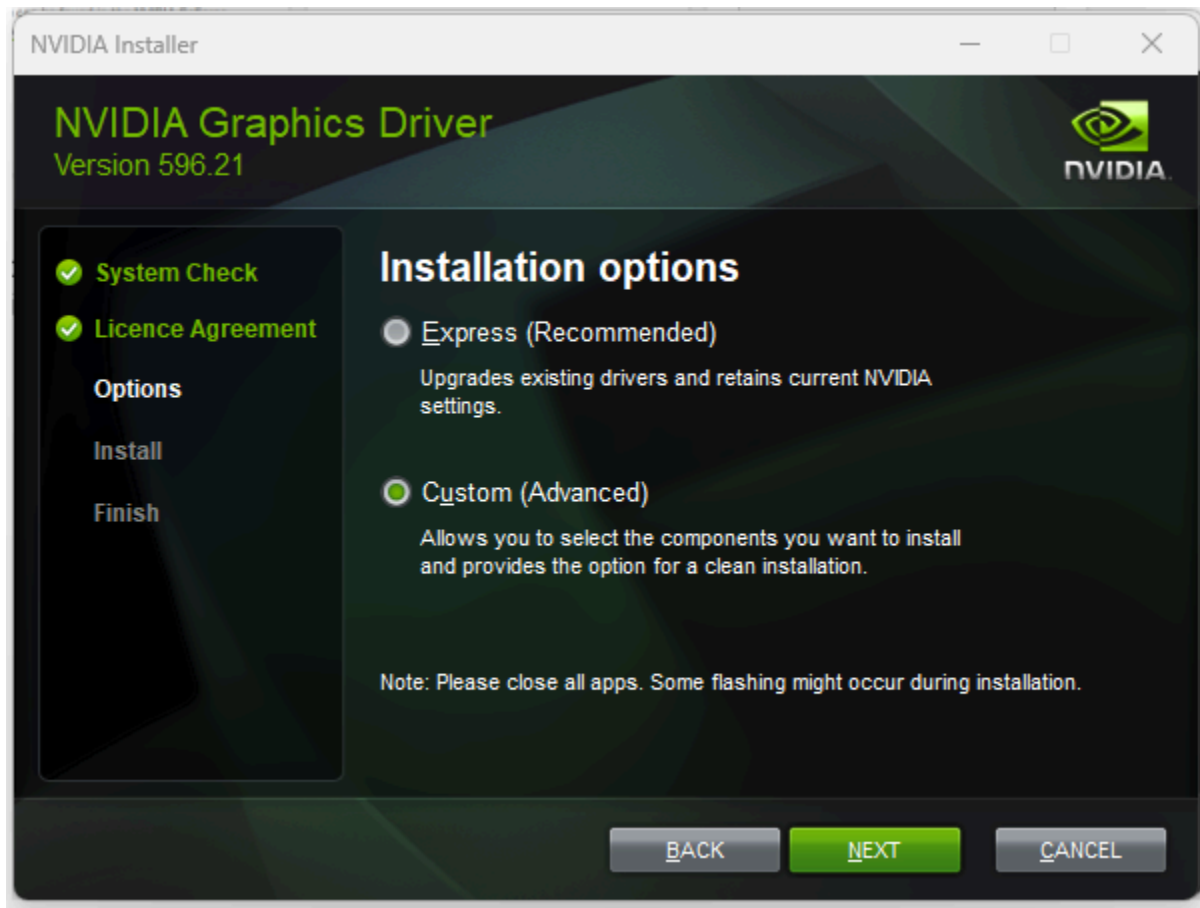 NVIDIA Installer
NVIDIA Graphics Driver
Version 596.21
NVIDIA.
System Check
Licence Agreement
Options
Install
Finish
Installation options
Express (Recommended)
Upgrades existing drivers and retains current NVIDIA
settings.
Custom (Advanced)
Allows you to select the components you want to install
and provides the option for a clean installation.
Note: Please close all apps. Some flashing might occur during installation.
BACK
NEXT
CANCEL